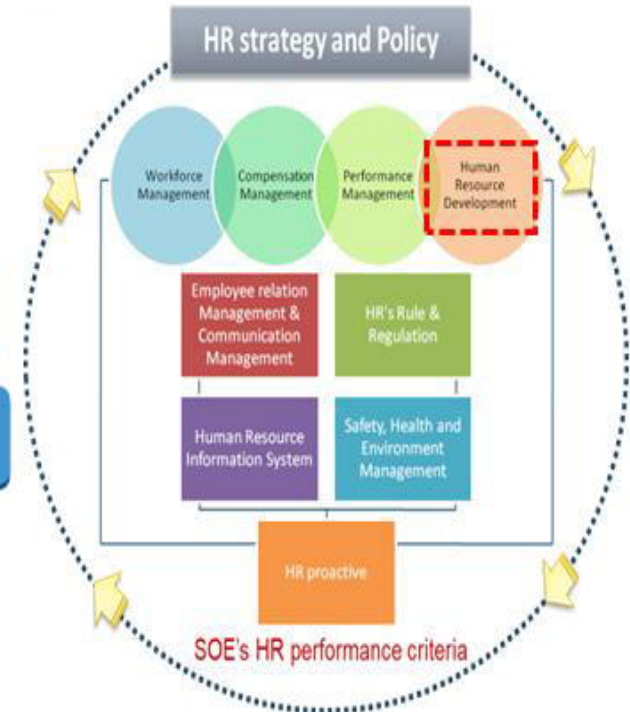 HR strategy and Policy
Workforce
Management
Compensation
Management
Performance
Management
Human
Resource
Development
Employee relation
Management &
Communication
Management
HR's Rule &
Regulation
Human Resource
Information System
Safety, Health and
Environment
Management
HR proactive
SOE's HR performance criteria